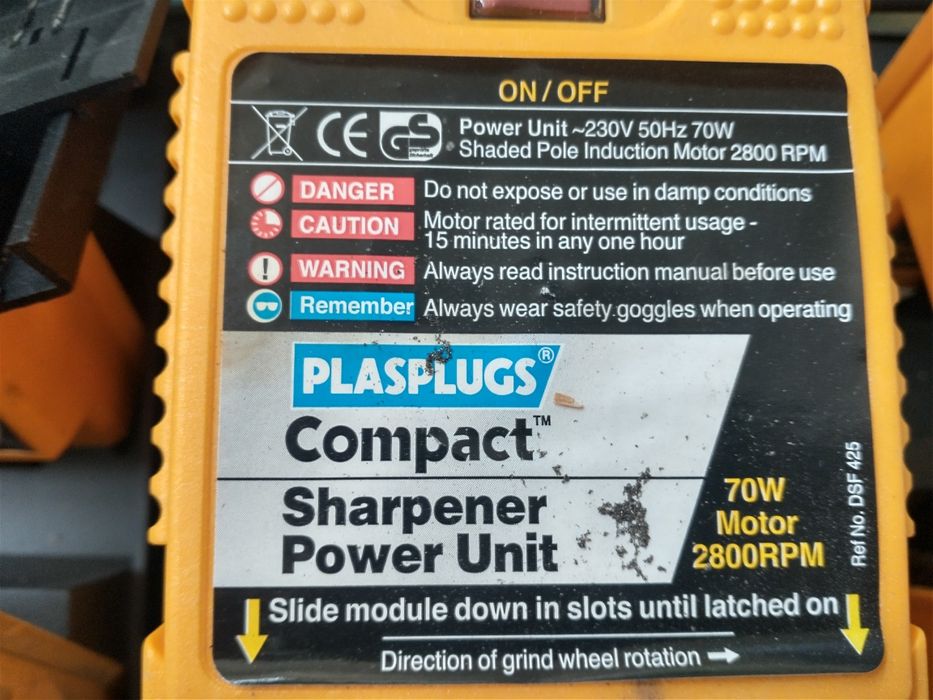 ON / OFF
CE GS
Power Unit ~230V 50Hz 70W
Shaded Pole Induction Motor 2800 RPM
DANGER Do not expose or use in damp conditions
CAUTION Motor rated for intermittent usage -
15 minutes in any one hour
! WARNING Always read instruction manual before use
Remember Always wear safety goggles when operating
PLASPLUGS®
Compact™
Sharpener
Power Unit
70W
Motor
2800RPM
Ref No. DSF 425
Slide module down in slots until latched on
Direction of grind wheel rotation →